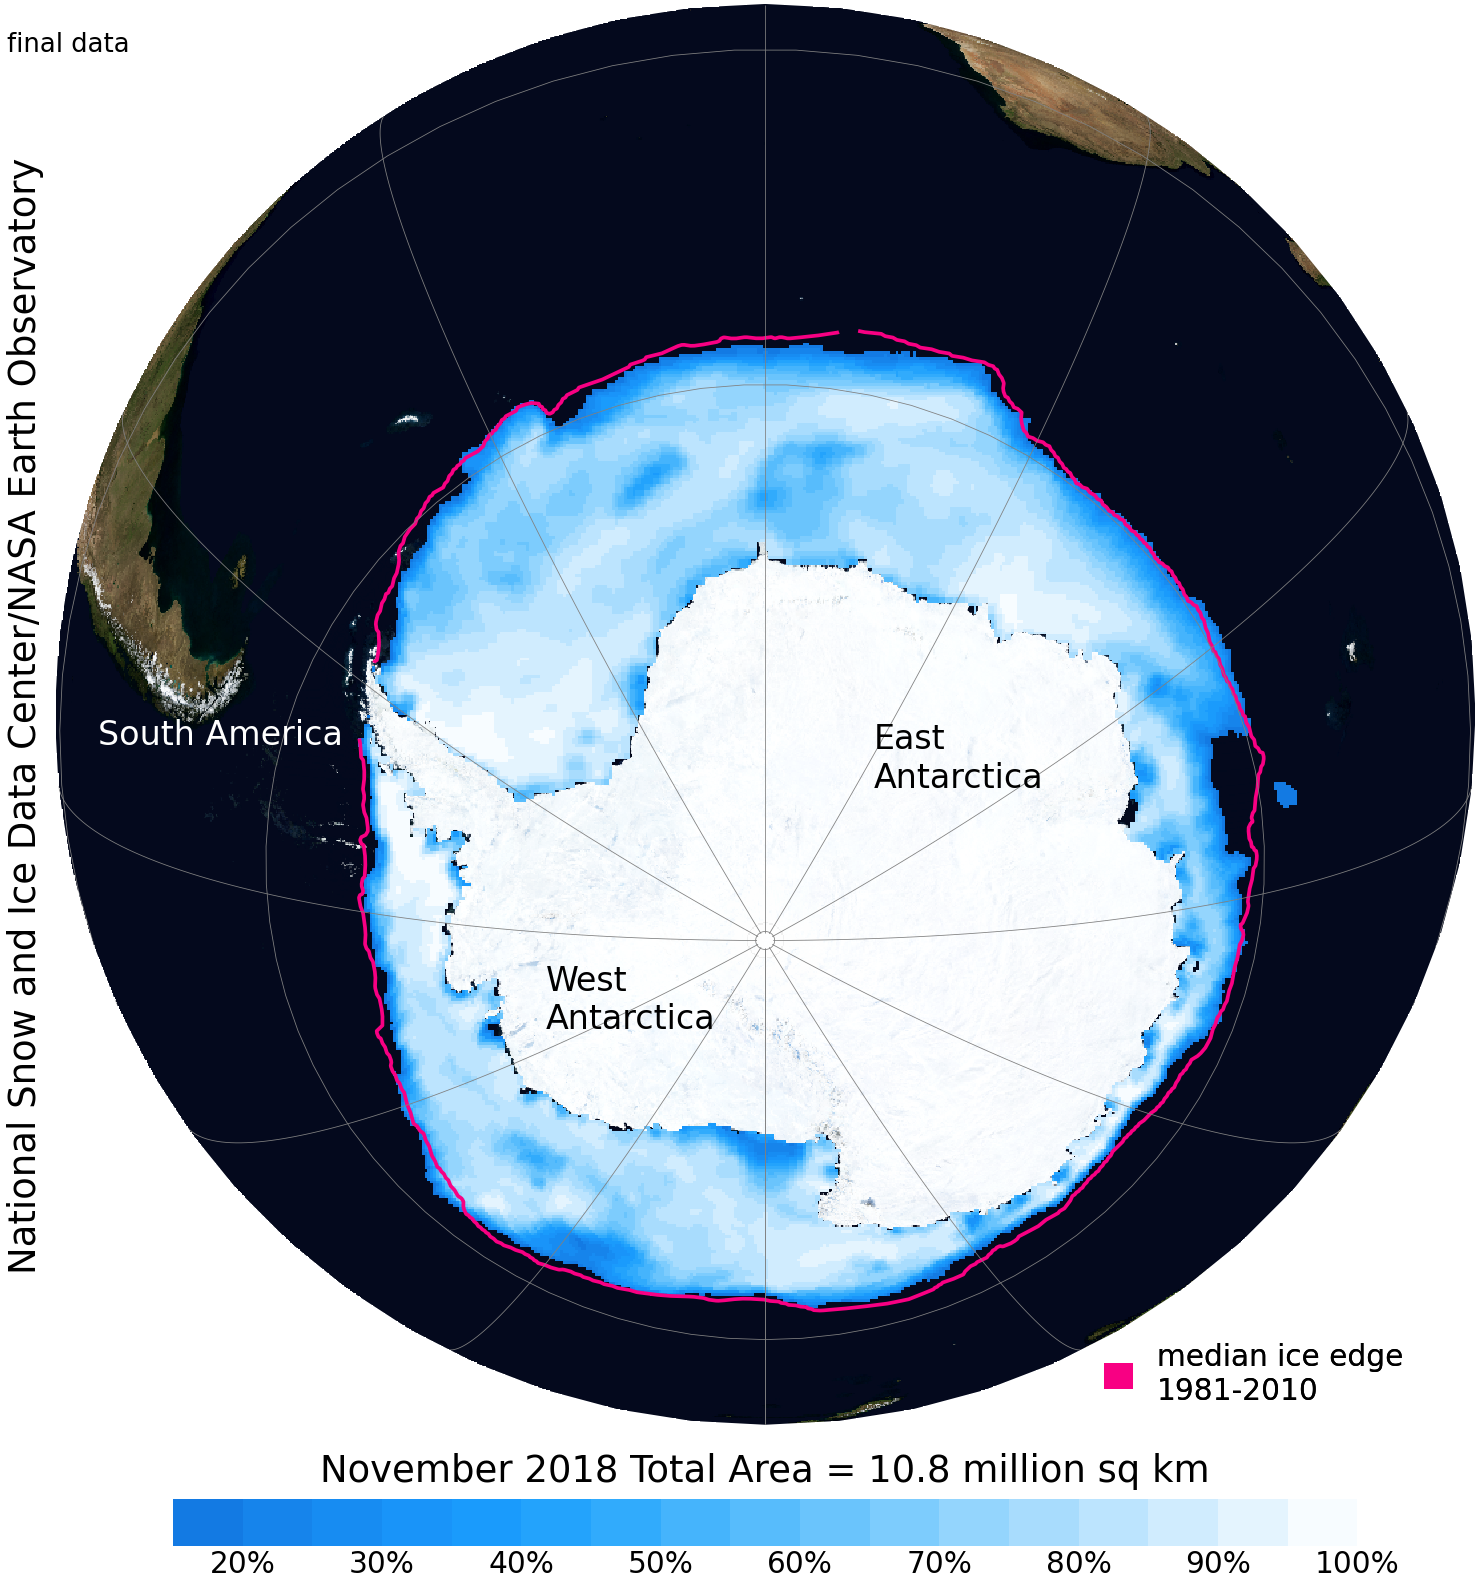 final data
National Snow and Ice Data Center/NASA Earth Observatory
South America
East
Antarctica
West
Antarctica
median ice edge
1981-2010
November 2018 Total Area = 10.8 million sq km
20% 30% 40% 50% 60% 70% 80% 90% 100%